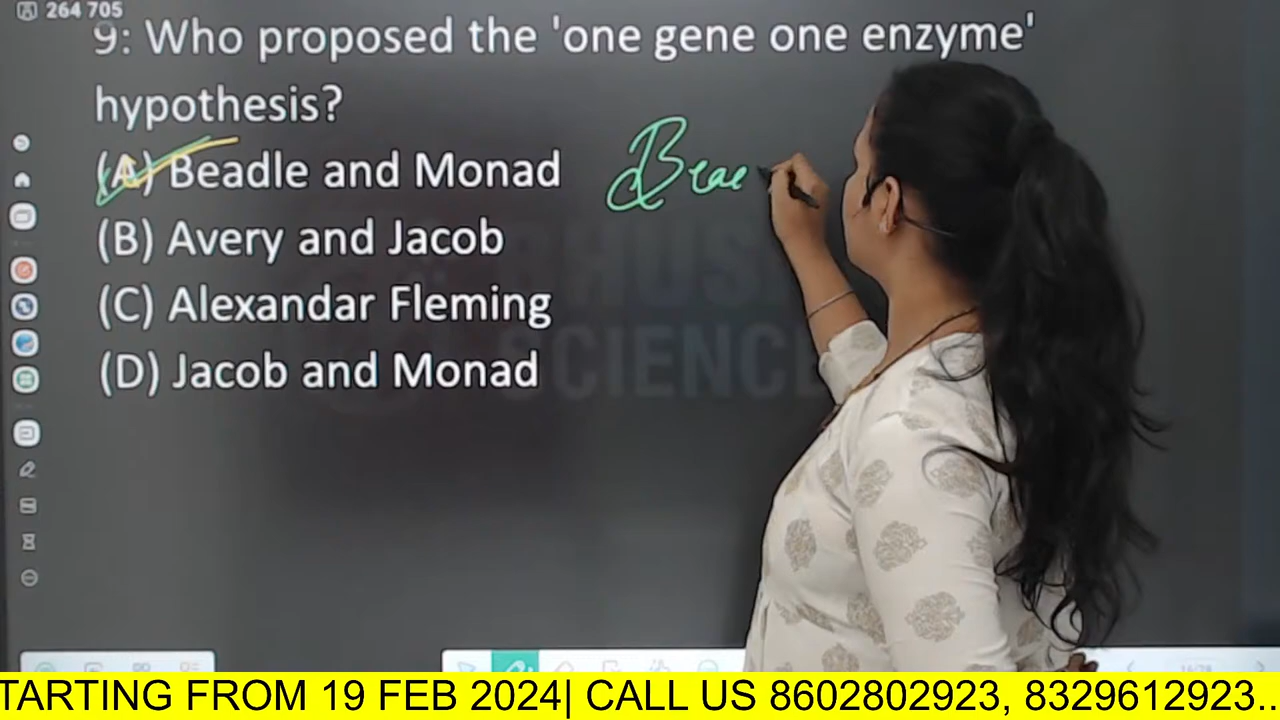 264 705
9: Who proposed the 'one gene one enzyme'
hypothesis?
(A) Beadle and Monad
(B) Avery and Jacob
(C) Alexandar Fleming
(D) Jacob and Monad
SCIENCE
TARTING FROM 19 FEB 2024| CALL US 8602802923, 8329612923..